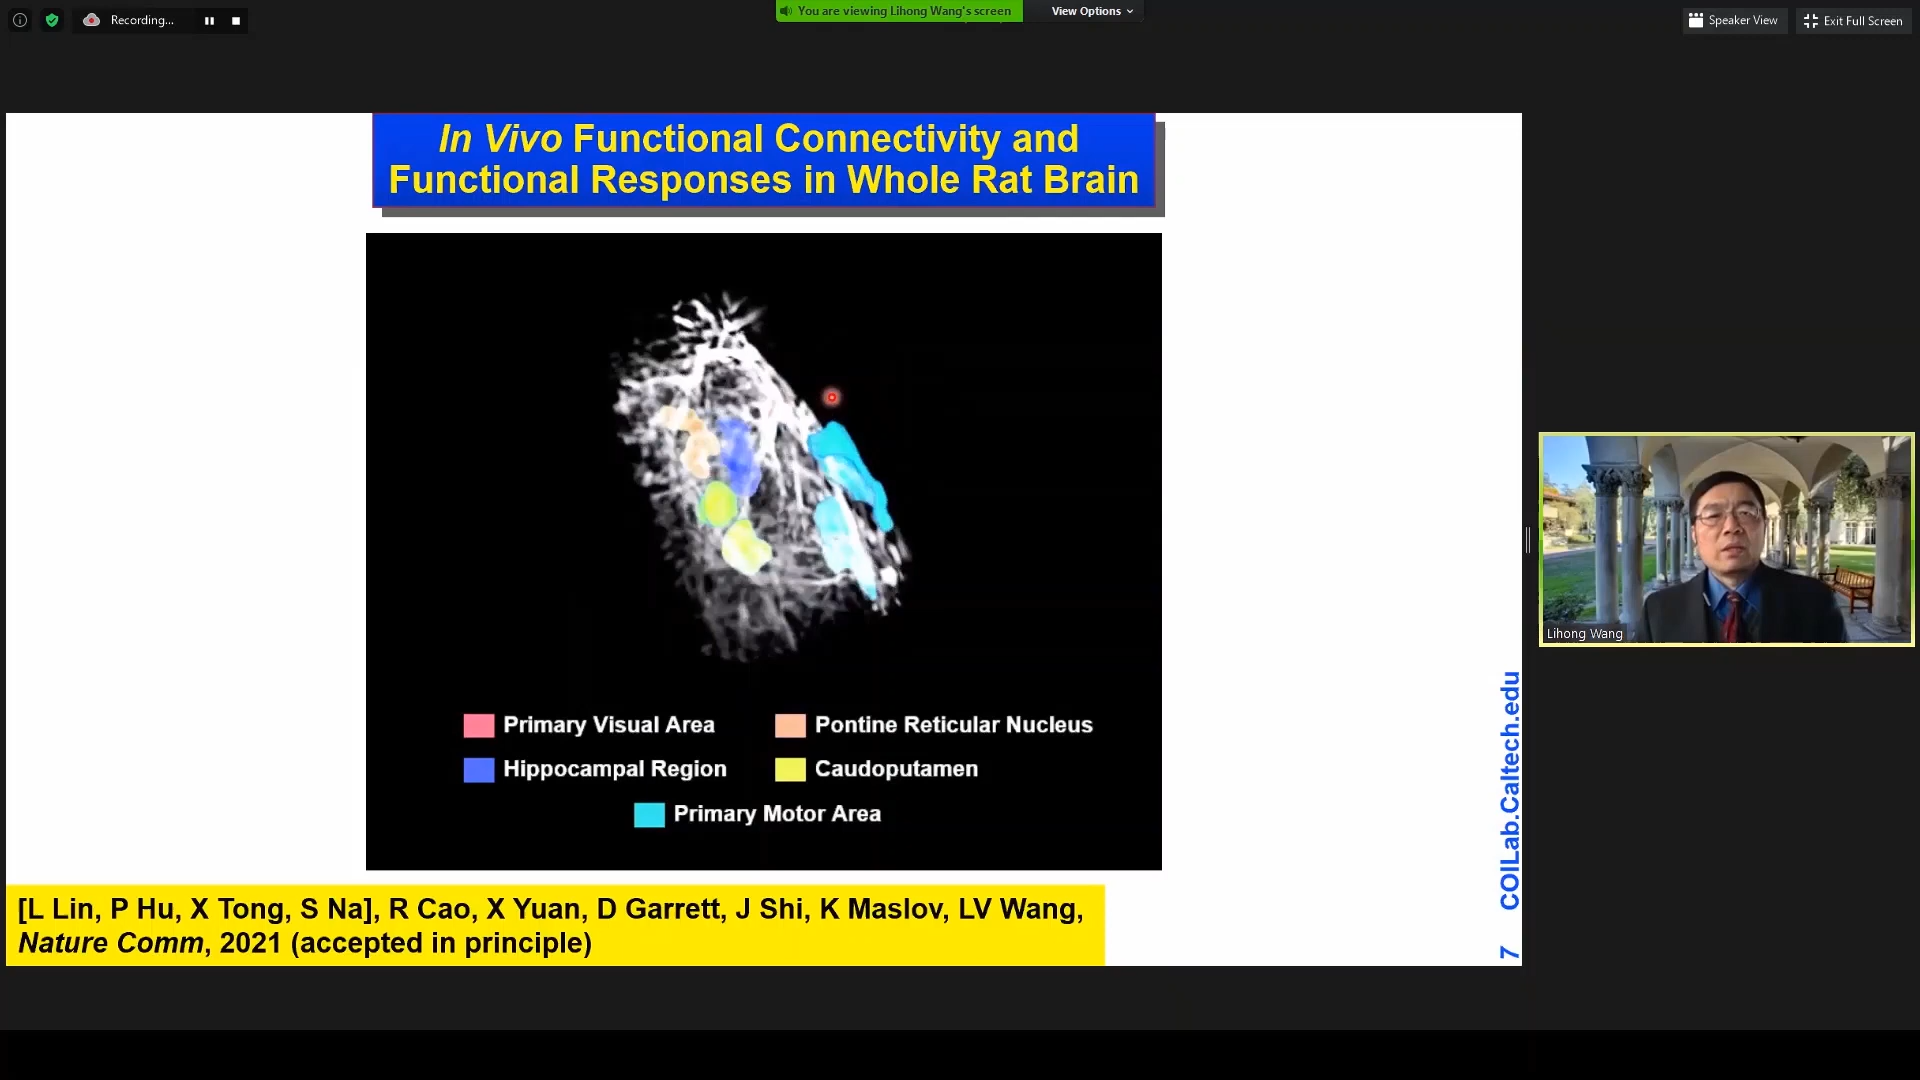 Recording...
You are viewing Lihong Wang's screen
View Options
Speaker View
Exit Full Screen
In Vivo Functional Connectivity and
Functional Responses in Whole Rat Brain
Primary Visual Area
Pontine Reticular Nucleus
Hippocampal Region
Caudoputamen
Primary Motor Area
[L Lin, P Hu, X Tong, S Na], R Cao, X Yuan, D Garrett, J Shi, K Maslov, LV Wang,
Nature Comm, 2021 (accepted in principle)
7 COILab.Caltech.edu
Lihong Wang